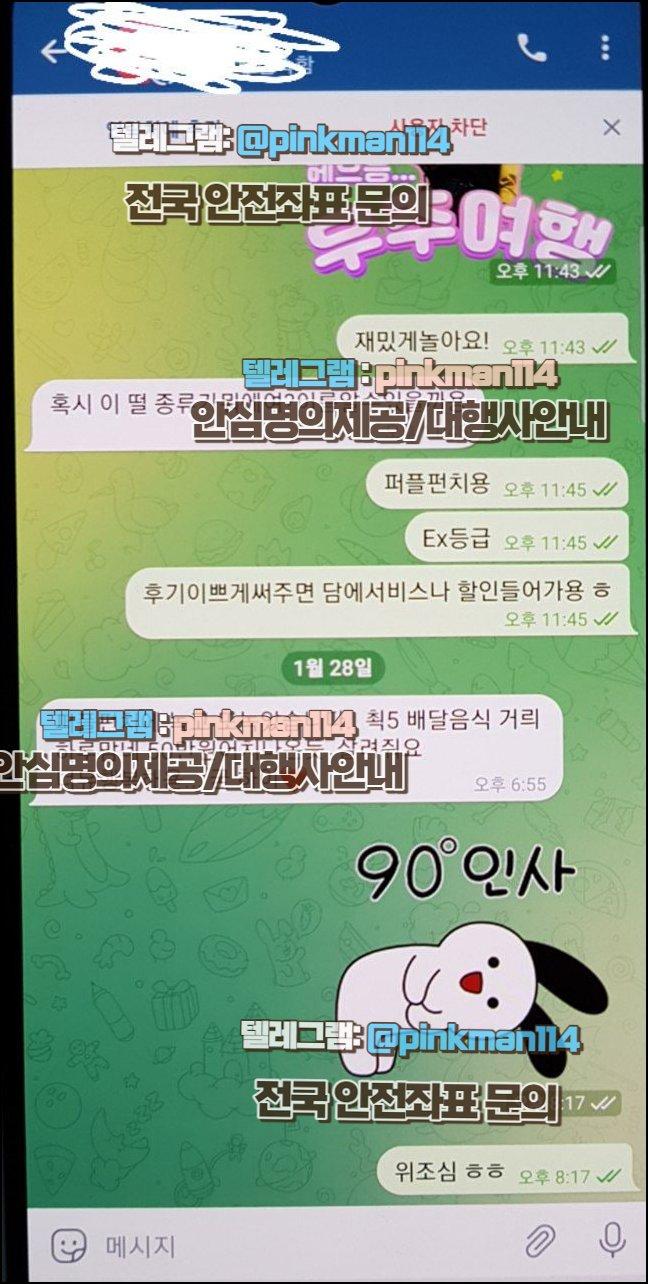 텔레그램: @pinkman114
사용자 차단
전국 안전좌표 문의
우주여행
오후 11:43
재밌게놀아요! 오후 11:43
텔레그램 : pinkman114
혹시 이 떨 종류가
안심명의제공/대행사안내
퍼플펀치용 오후 11:45
Ex등급 오후 11:45
후기이쁘게써주면 담에서비스나 할인들어가용 ㅎ
오후 11:45
1월 28일
텔레그램 : pinkman114
칙5 배달음식 거릐
살려줘요
안심명의제공/대행사안내
오후 6:55
90°인사
텔레그램: @pinkman114
전국 안전좌표 문의
:17
위조심 ㅎㅎ 오후 8:17
메시지